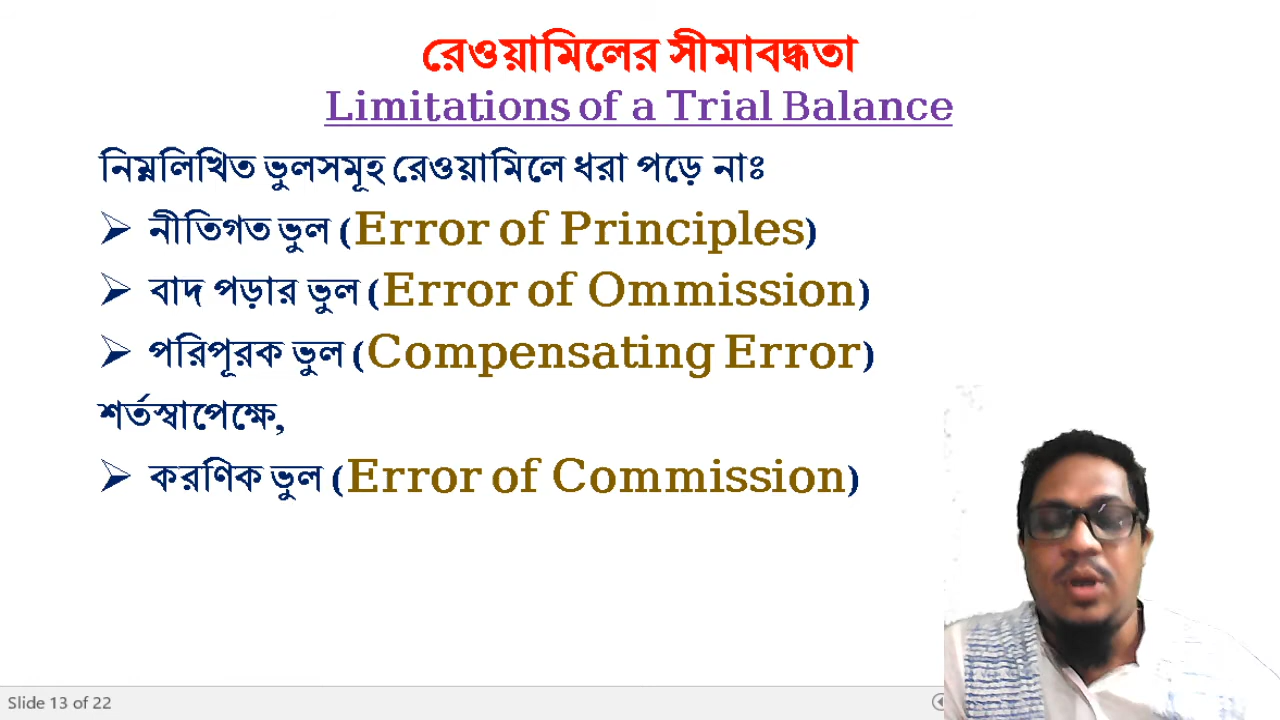 রেওয়ামিলের সীমাবদ্ধতা
Limitations of a Trial Balance
নিম্নলিখিত ভুলসমূহ রেওয়ামিলে ধরা পড়ে নাঃ
➢ নীতিগত ভুল (Error of Principles)
➢ বাদ পড়ার ভুল (Error of Ommission)
➢ পরিপূরক ভুল (Compensating Error)
শর্তস্বাপেক্ষে,
➢ করণিক ভুল (Error of Commission)
Slide 13 of 22